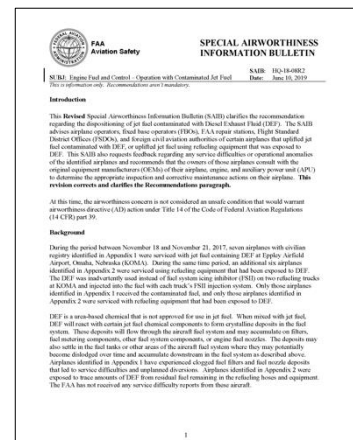 FAA
Aviation Safety
SPECIAL AIRWORTHINESS
INFORMATION BULLETIN
SAIB: HQ-18-08R2
SUBJ: Engine Fuel and Control – Operation with Contaminated Jet Fuel
Date: June 10, 2019
This is information only. Recommendations aren't mandatory.
Introduction
This Revised Special Airworthiness Information Bulletin (SAIB) clarifies the recommendation
regarding the dispositioning of jet fuel contaminated with Diesel Exhaust Fluid (DEF). The SAIB
advises airplane operators, fixed base operators (FBOs), FAA repair stations, Flight Standard
District Offices (FSDOs), and foreign civil aviation authorities of certain airplanes that uplifted jet
fuel contaminated with DEF, or uplifted jet fuel using refueling equipment that was exposed to
DEF. This SAIB also requests feedback regarding any service difficulties or operational anomalies
of the identified airplanes and recommends that the owners of those airplanes consult with the
original equipment manufacturers (OEMs) of their airplane, engine, and auxiliary power unit (APU)
to determine the appropriate inspection and corrective maintenance actions on their airplane. This
revision corrects and clarifies the Recommendations paragraph.
At this time, the airworthiness concern is not considered an unsafe condition that would warrant
airworthiness directive (AD) action under Title 14 of the Code of Federal Aviation Regulations
(14 CFR) part 39.
Background
During the period between November 18 and November 21, 2017, seven airplanes with civilian
registry identified in Appendix 1 were serviced with jet fuel containing DEF at Eppley Airfield
Airport, Omaha, Nebraska (KOMA). During the same time period, an additional six airplanes
identified in Appendix 2 were serviced using refueling equipment that had been exposed to DEF.
The DEF was inadvertently used instead of fuel system icing inhibitor (FSII) on two refueling trucks
at KOMA and injected into the fuel with each truck's FSII injection system. Only those airplanes
identified in Appendix 1 received the contaminated fuel, and only those airplanes identified in
Appendix 2 were serviced with refueling equipment that had been exposed to DEF.
DEF is a urea-based chemical that is not approved for use in jet fuel. When mixed with jet fuel,
DEF will react with certain jet fuel chemical components to form crystalline deposits in the fuel
system. These deposits will flow through the aircraft fuel system and may accumulate on filters,
fuel metering components, other fuel system components, or engine fuel nozzles. The deposits may
also settle in the fuel tanks or other areas of the aircraft fuel system where they may potentially
become dislodged over time and accumulate downstream in the fuel system as described above.
Airplanes identified in Appendix 1 have experienced clogged fuel filters and fuel nozzle deposits
that led to service difficulties and unplanned diversions. Airplanes identified in Appendix 2 were
exposed to trace amounts of DEF from residual fuel remaining in the refueling hoses and equipment.
The FAA has not received any service difficulty reports from these aircraft.
1